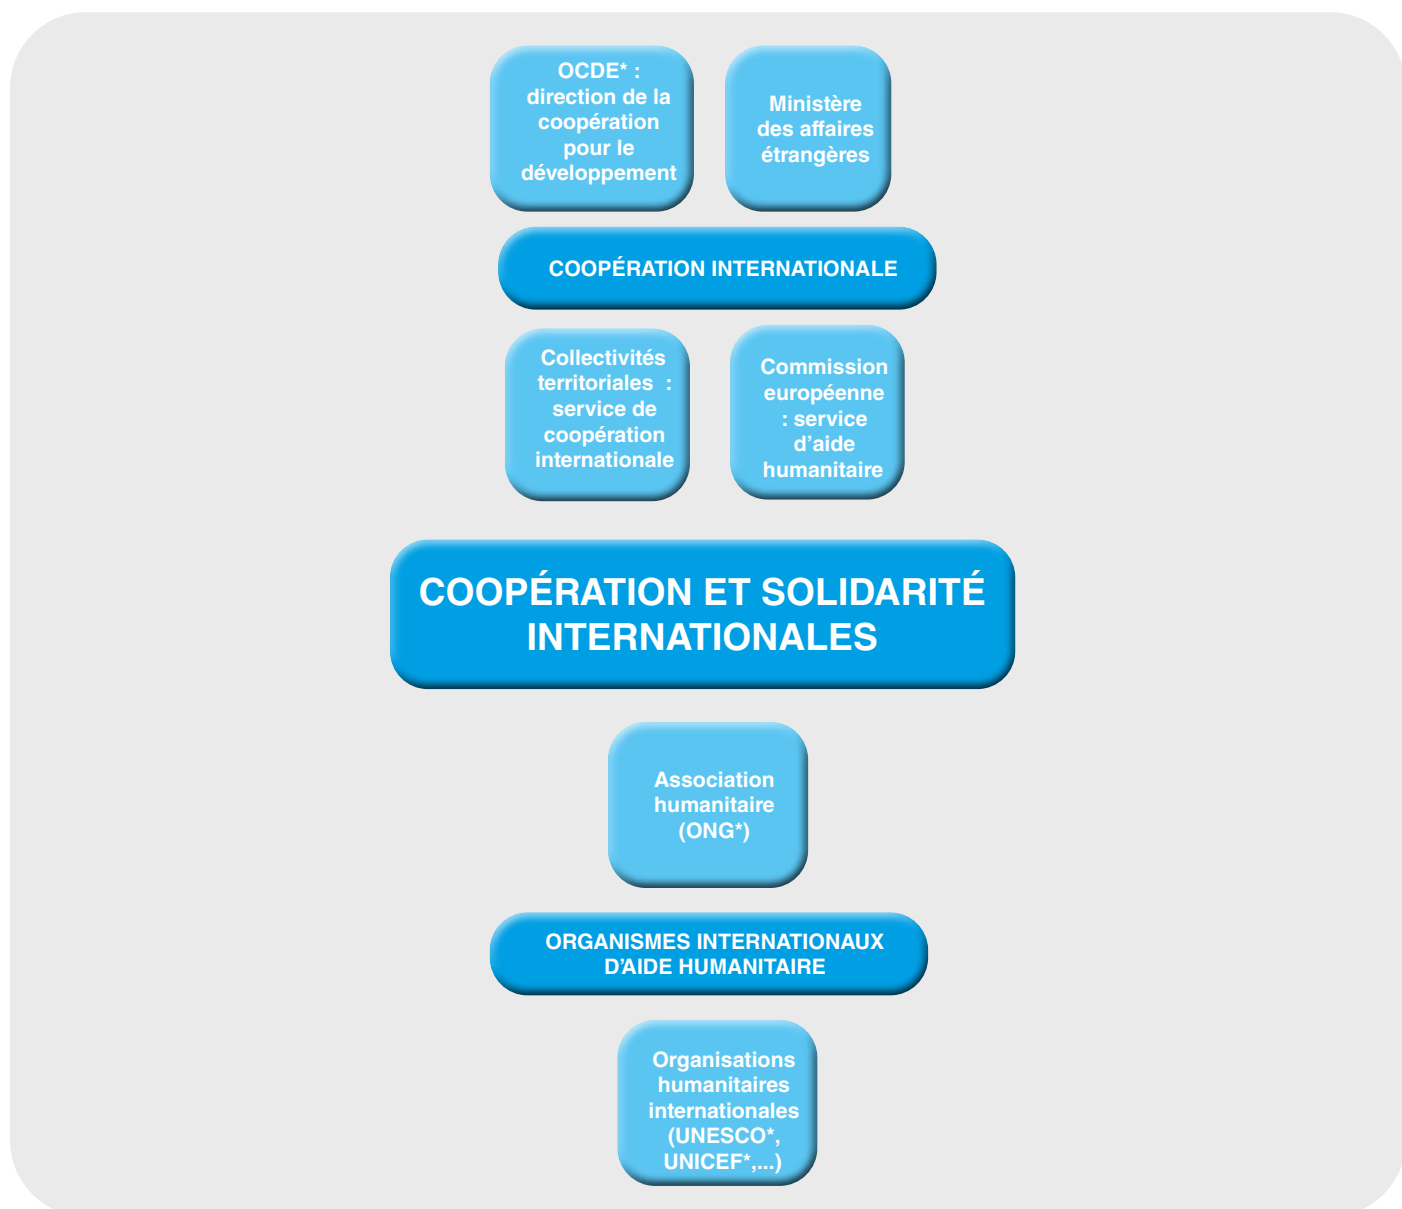 OCDE* :
direction de la
coopération
pour le
développement
Ministère
des affaires
étrangères
COOPÉRATION INTERNATIONALE
Collectivités
territoriales  :
service de
coopération
internationale
Commission
européenne
: service
d’aide
humanitaire
COOPÉRATION ET SOLIDARITÉ
INTERNATIONALES
Association
humanitaire
(ONG*)
ORGANISMES INTERNATIONAUX
D’AIDE HUMANITAIRE
Organisations
humanitaires
internationales
(UNESCO*,
UNICEF*,...)